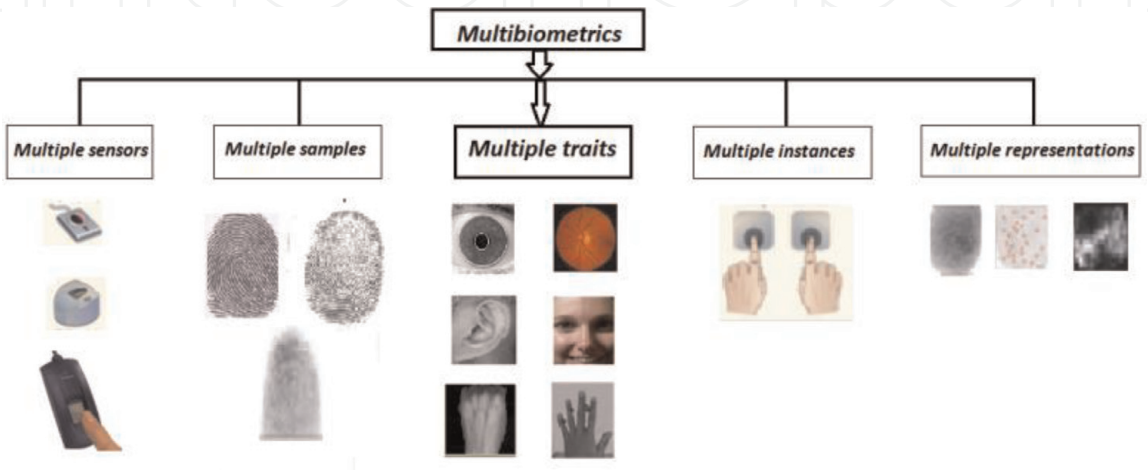 Multibiometrics
Multiple sensors
Multiple samples
Multiple traits
Multiple instances
Multiple representations